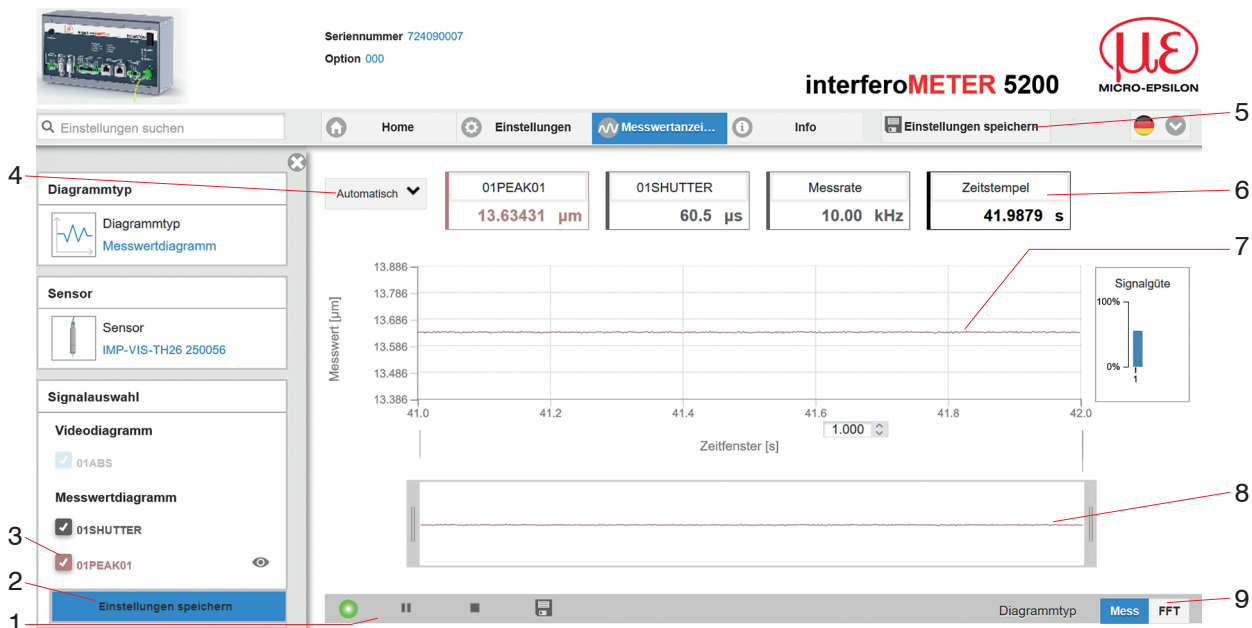 Seriennummer 724090007
Option 000
interferoMETER 5200
µε
MICRO-EPSILON
Einstellungen suchen
Home
Einstellungen
Messwertanzei...
Info
Einstellungen speichern
5
4
Diagrammtyp
Diagrammtyp
Messwertdiagramm
Automatisch
01PEAK01
13.63431 µm
01SHUTTER
60.5 µs
Messrate
10.00 kHz
Zeitstempel
41.9879 s
6
7
Sensor
Sensor
IMP-VIS-TH26 250056
Messwert [µm]
13.886
13.786
13.686
13.586
13.486
13.386
41.0
41.2
41.4
41.6
41.8
42.0
1.000
Zeitfenster [s]
Signalgüte
100%
0%
1
Signalauswahl
Videodiagramm
01ABS
Messwertdiagramm
01SHUTTER
3
01PEAK01
8
2
Einstellungen speichern
1
Diagrammtyp
Mess
FFT
9